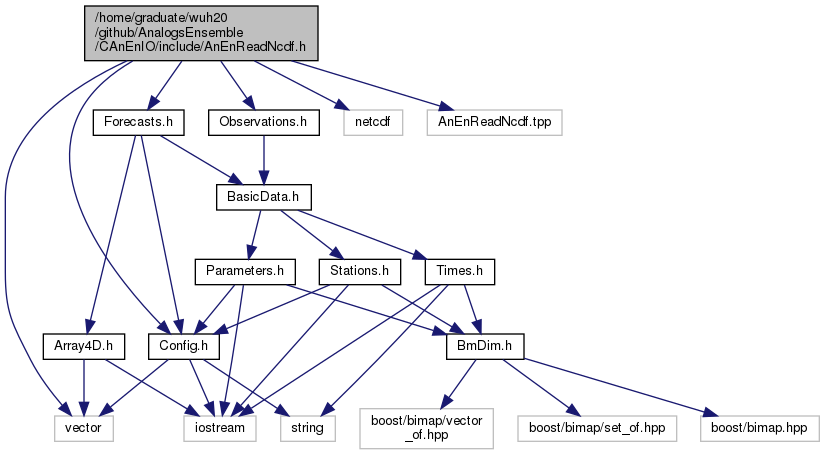 /home/graduate/wuh20
/github/AnalogsEnsemble
/CAnEnIO/include/AnEnReadNcdf.h
Forecasts.h
Observations.h
netcdf
AnEnReadNcdf.tpp
BasicData.h
Parameters.h
Stations.h
Times.h
Array4D.h
Config.h
BmDim.h
vector
iostream
string
boost/bimap/vector
_of.hpp
boost/bimap/set_of.hpp
boost/bimap.hpp